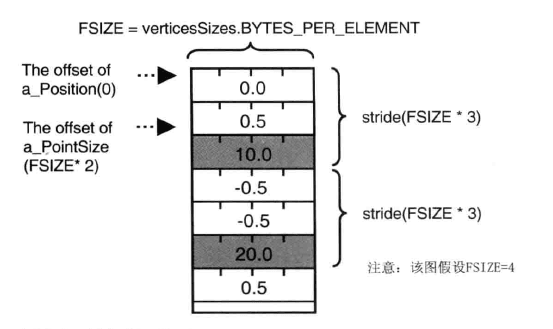 FSIZE = verticesSizes.BYTES_PER_ELEMENT
The offset of
a_Position(0)
0.0
0.5
stride(FSIZE * 3)
The offset of
a_PointSize
(FSIZE* 2)
10.0
-0.5
-0.5
stride(FSIZE * 3)
20.0
注意：该图假设FSIZE=4
0.5